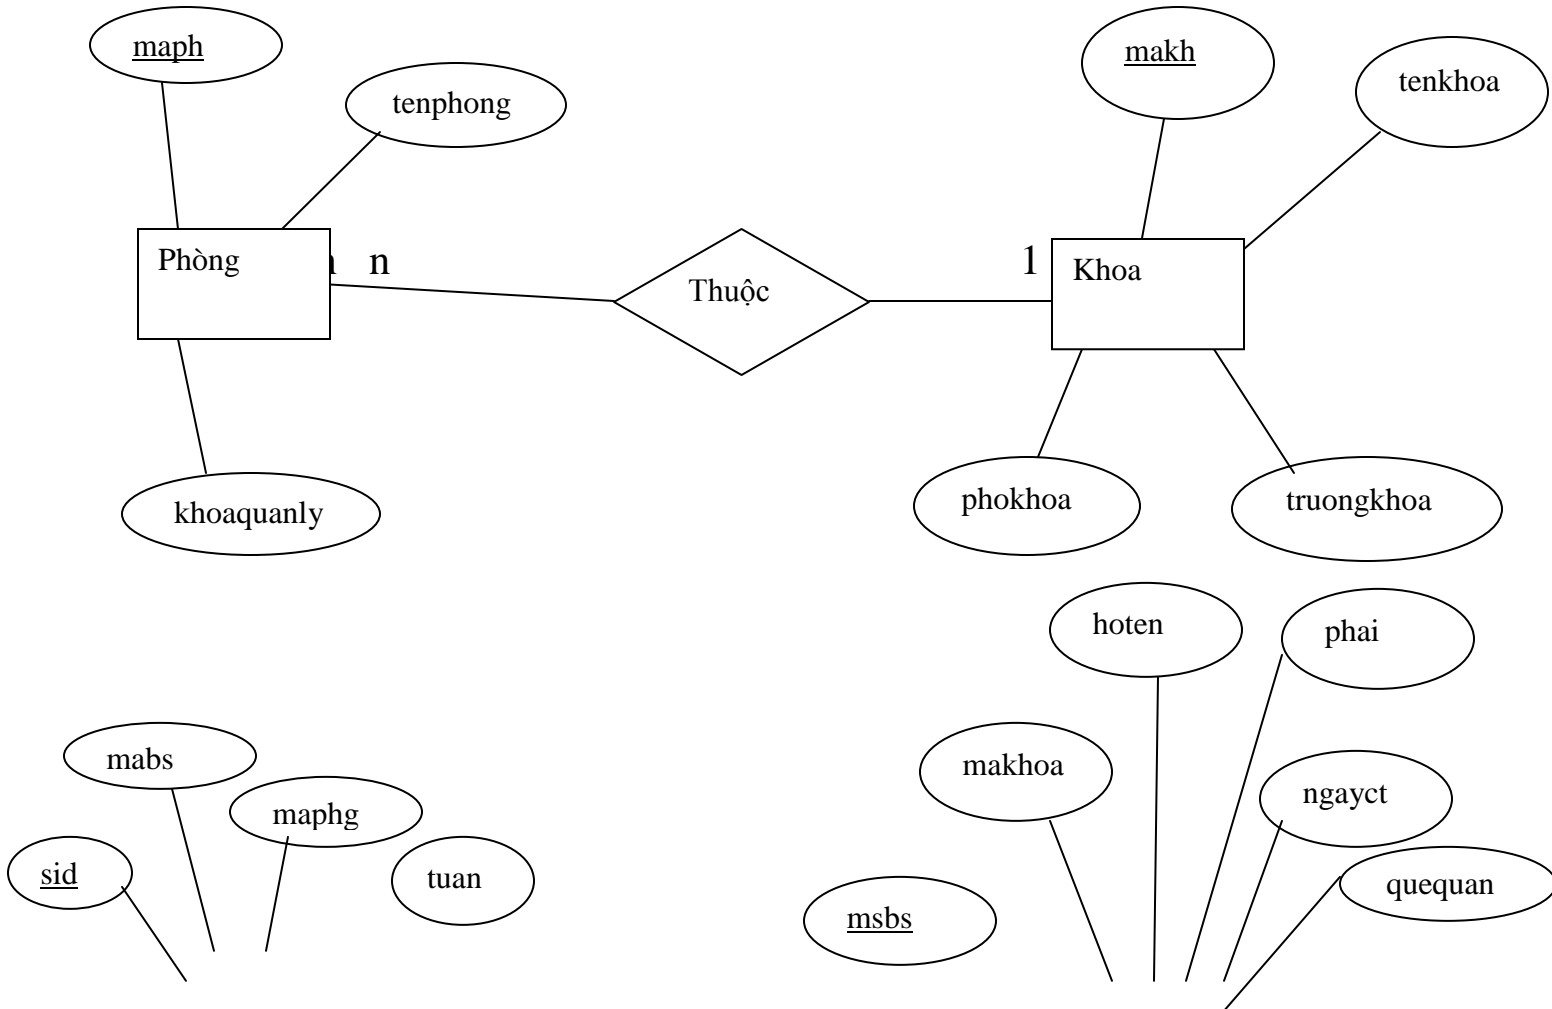 maph
makh
tenkhoa
tenphong
Phòng
n
1
Khoa
Thuộc
khoaquanly
phokhoa
truongkhoa
hoten
phai
mabs
makhoa
maphg
ngayct
sid
tuan
msbs
quequan